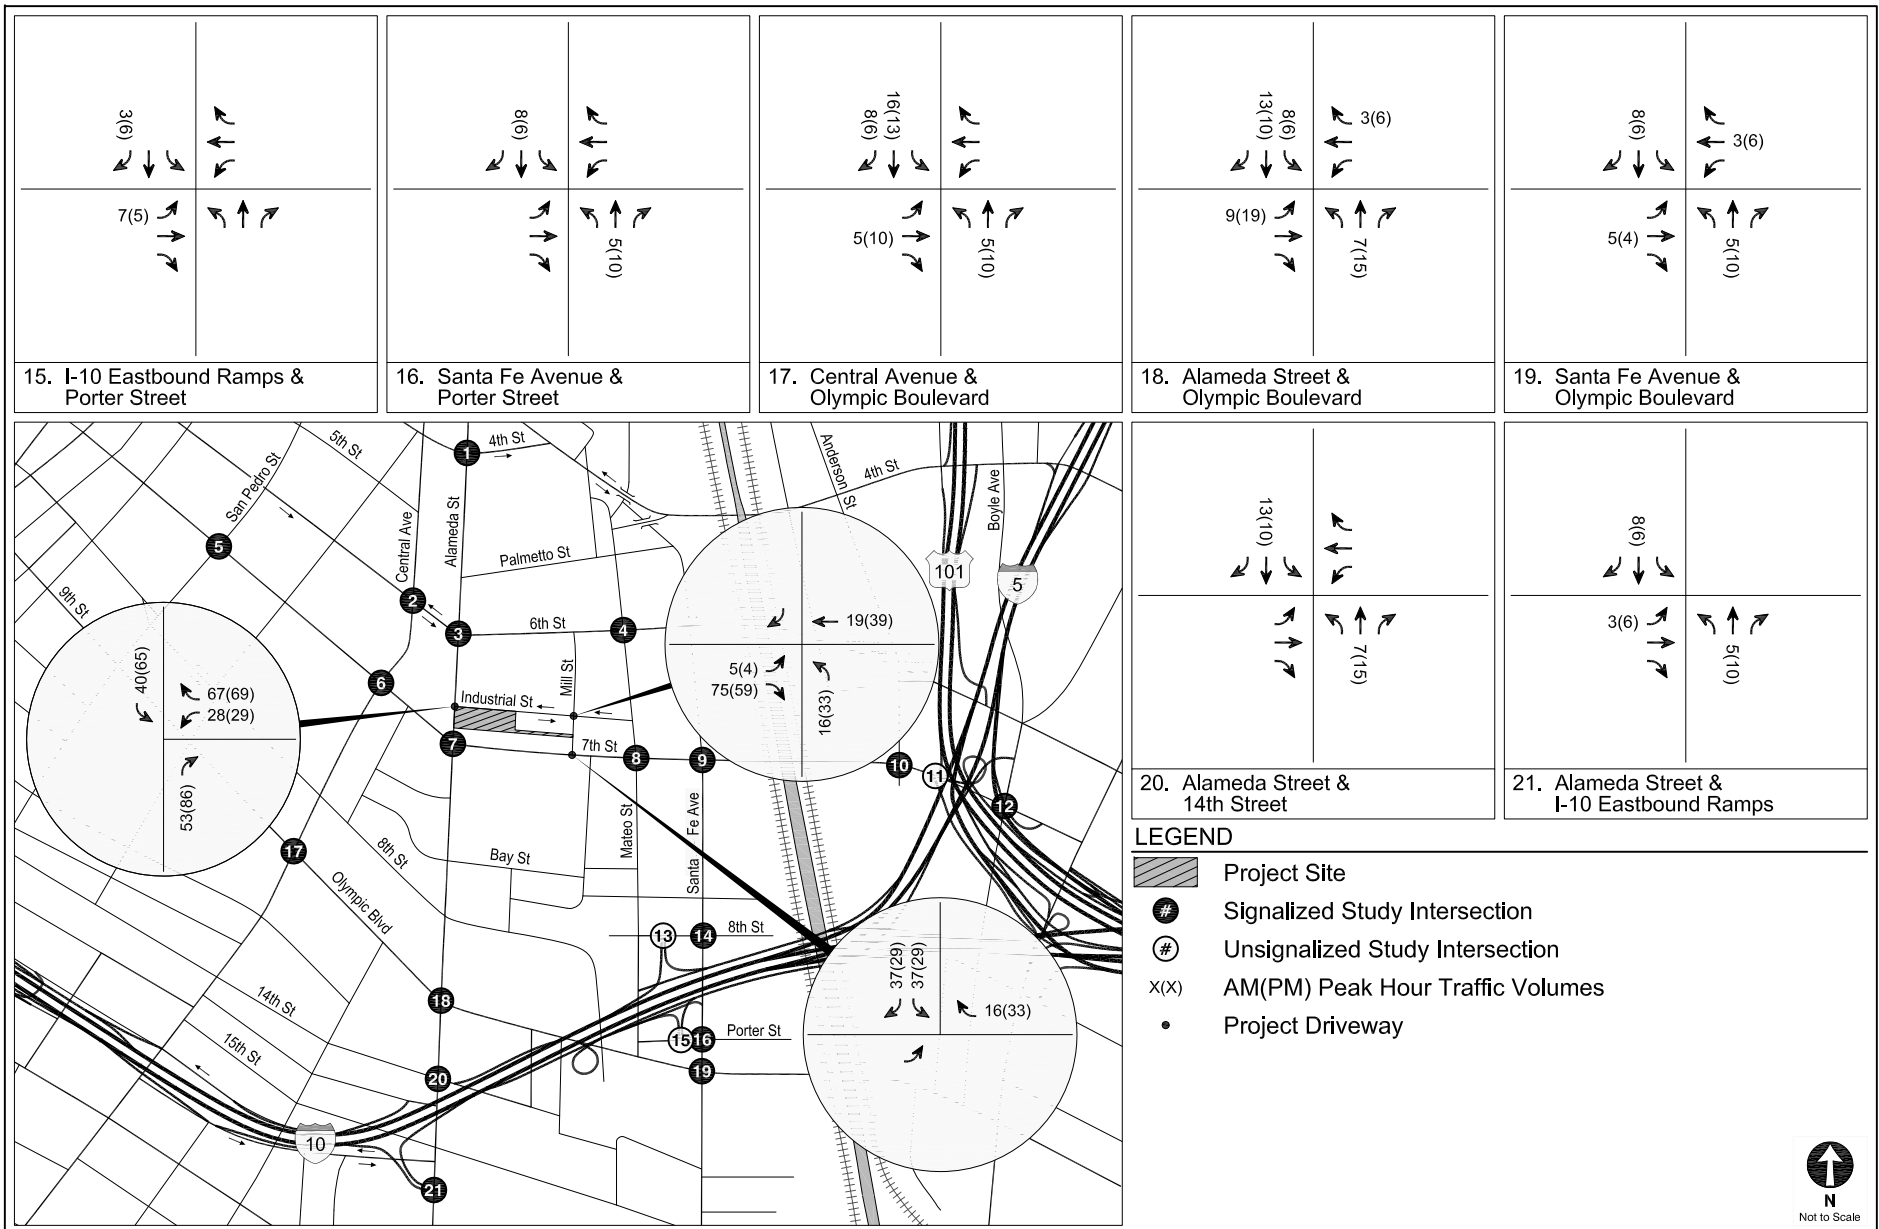 3(6)
7(5)
15. I-10 Eastbound Ramps &
Porter Street
8(6)
5(10)
16. Santa Fe Avenue &
Porter Street
8(6)
16(13)
5(10)
5(10)
17. Central Avenue &
Olympic Boulevard
13(10)
8(6)
3(6)
9(19)
7(15)
18. Alameda Street &
Olympic Boulevard
8(6)
3(6)
5(4)
5(10)
19. Santa Fe Avenue &
Olympic Boulevard
13(10)
7(15)
20. Alameda Street &
14th Street
8(6)
3(6)
5(10)
21. Alameda Street &
I-10 Eastbound Ramps
5th St
1
4th St
San Pedro St
Central Ave
Alameda St
Anderson St
4th St
Boyle Ave
5
Palmetto St
101
5
9th St
2
3
6th St
4
Mill St
6
Industrial St
7
7th St
8
9
10
11
12
40(65)
67(69)
28(29)
53(86)
19(39)
5(4)
75(59)
16(33)
17
8th St
Bay St
Mateo St
Santa Fe Ave
Olympic Blvd
13
14
8th St
37(29)
37(29)
16(33)
18
14th St
15th St
15
16
Porter St
19
20
10
21
LEGEND
Project Site
# Signalized Study Intersection
# Unsignalized Study Intersection
X(X) AM(PM) Peak Hour Traffic Volumes
Project Driveway
N
Not to Scale